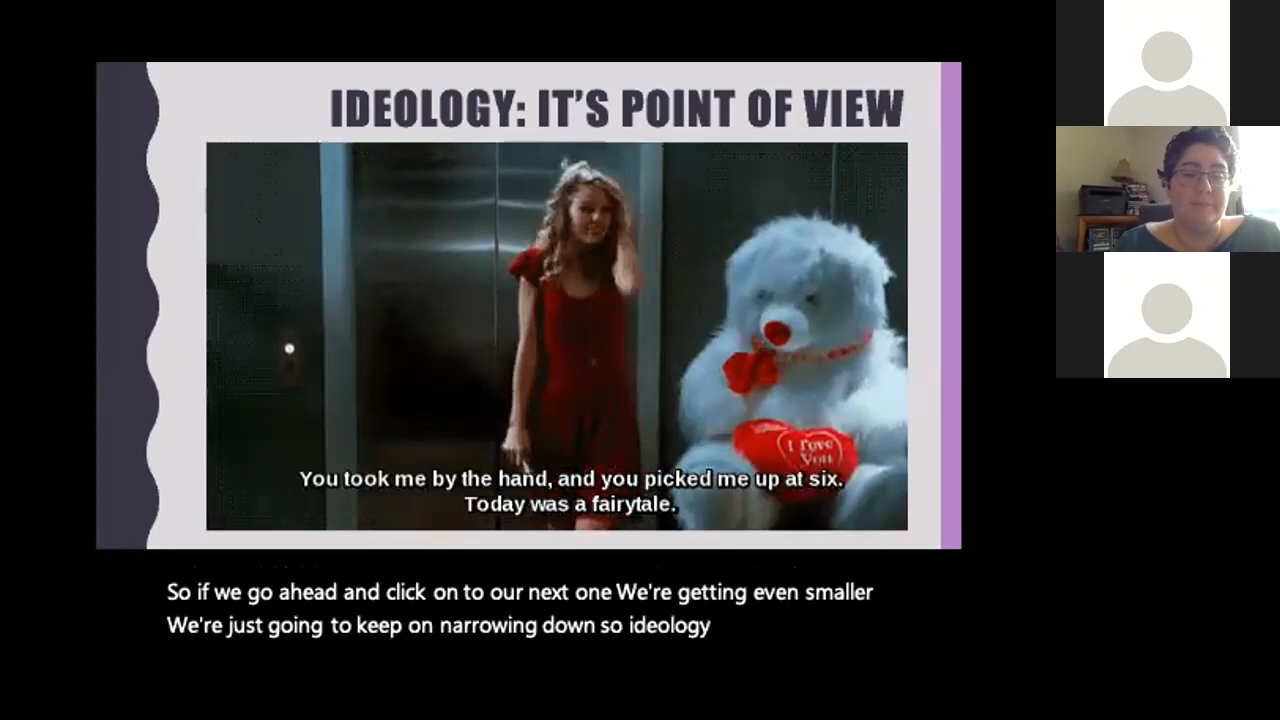 IDEOLOGY: IT'S POINT OF VIEW
I Love
You
You took me by the hand, and you picked me up at six.
Today was a fairytale.
So if we go ahead and click on to our next one We're getting even smaller
We're just going to keep on narrowing down so ideology